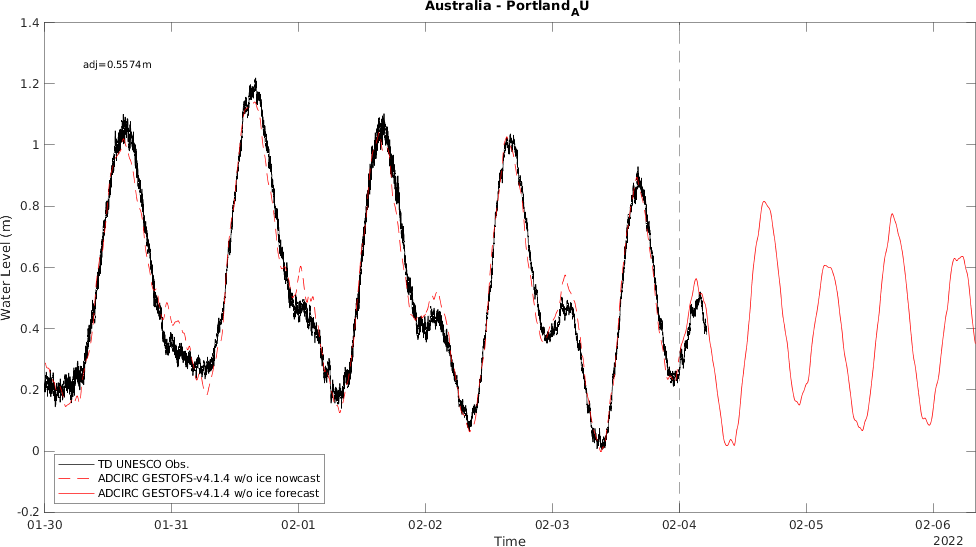 Australia - Portland_AU
adj=0.5574m
Water Level (m)
1.4
1.2
1
0.8
0.6
0.4
0.2
0
-0.2
TD UNESCO Obs.
ADCIRC GESTOFS-v4.1.4 w/o ice nowcast
ADCIRC GESTOFS-v4.1.4 w/o ice forecast
01-30 01-31 02-01 02-02 02-03 02-04 02-05 02-06
Time
2022